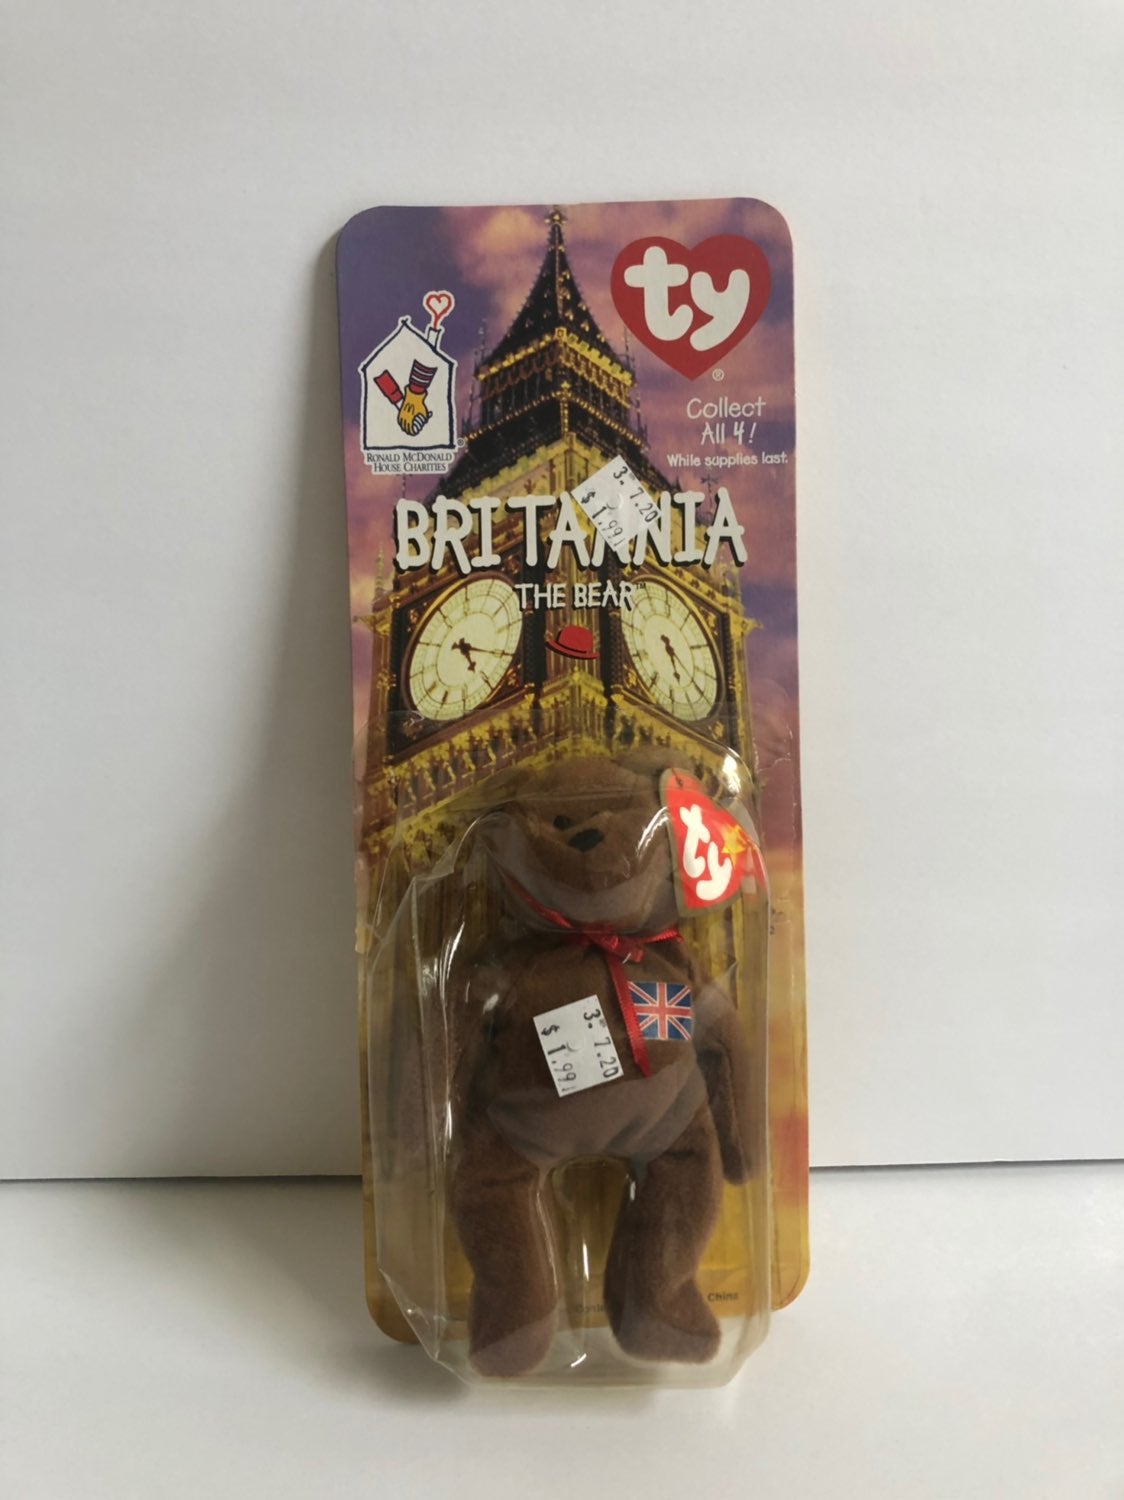 ty
®
Collect
All 4!
While supplies last.
RONALD MCDONALD
HOUSE CHARITIES®
3. 7.20
$1.99
BRITANNIA
THE BEAR™
ty
3. 7.20
$1.99
China